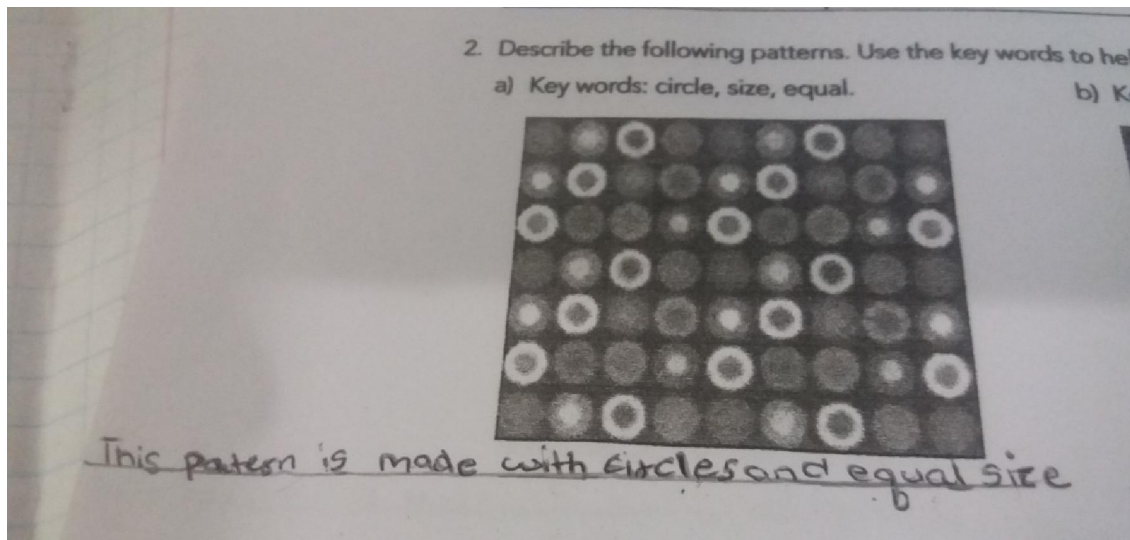 2. Describe the following patterns. Use the key words to he
a) Key words: circle, size, equal.
b) K
This patern is made with circles and equal size